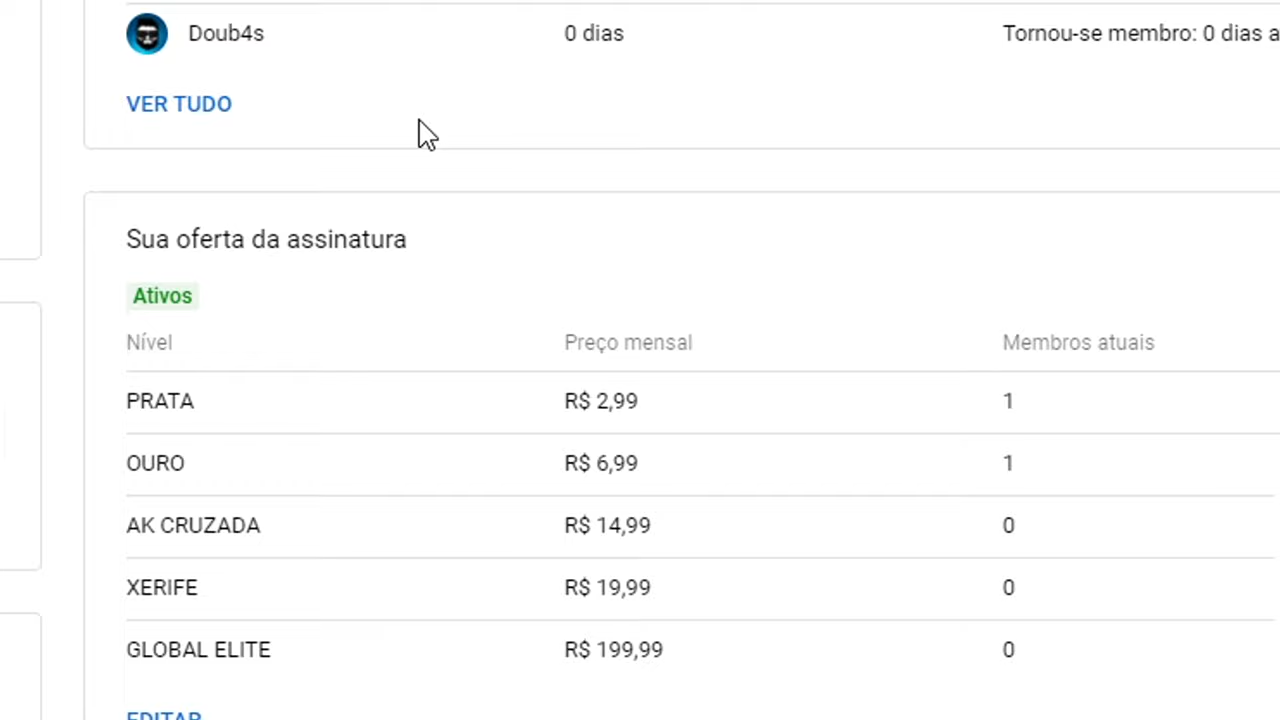 Doub4s 0 dias Tornou-se membro: 0 dias a
VER TUDO
Sua oferta da assinatura
Ativos
Nível Preço mensal Membros atuais
PRATA R$ 2,99 1
OURO R$ 6,99 1
AK CRUZADA R$ 14,99 0
XERIFE R$ 19,99 0
GLOBAL ELITE R$ 199,99 0
EDITAR